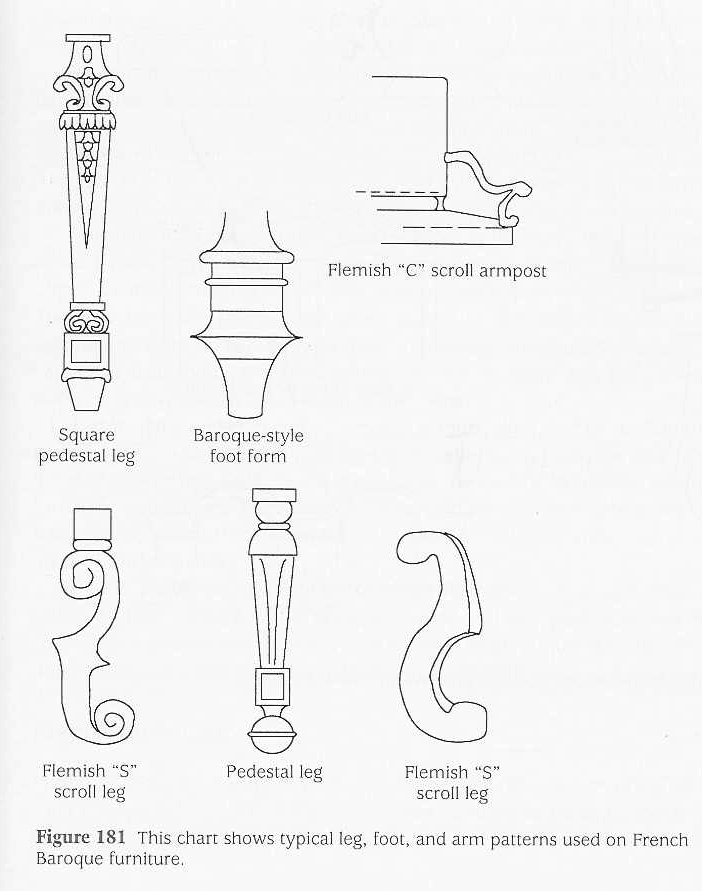 Flemish “C” scroll armpost
Square
pedestal leg
Baroque-style
foot form
Flemish “S”
scroll leg
Pedestal leg
Flemish “S”
scroll leg
Figure 181 This chart shows typical leg, foot, and arm patterns used on French
Baroque furniture.